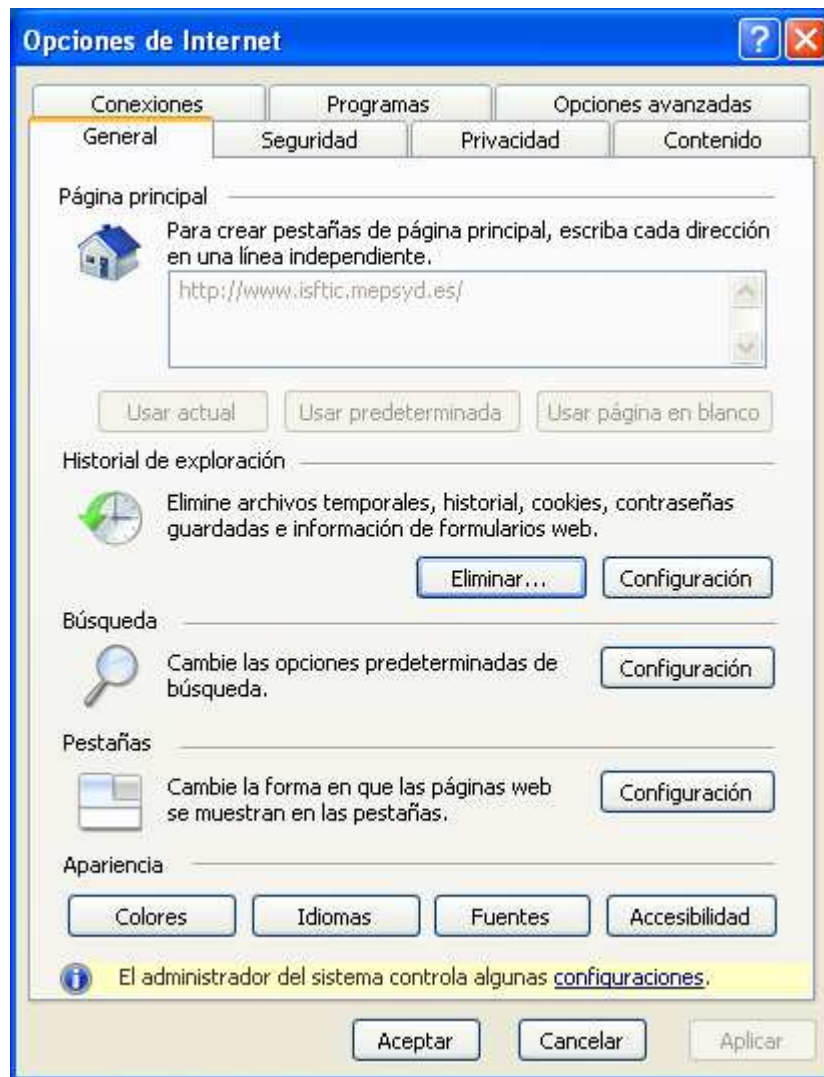 Opciones de Internet
Conexiones Programas Opciones avanzadas
General Seguridad Privacidad Contenido
Página principal
Para crear pestañas de página principal, escriba cada dirección
en una línea independiente.
http://www.isftic.mepsyd.es/
Usar actual Usar predeterminada Usar página en blanco
Historial de exploración
Elimine archivos temporales, historial, cookies, contraseñas
guardadas e información de formularios web.
Eliminar... Configuración
Búsqueda
Cambie las opciones predeterminadas de
búsqueda.
Configuración
Pestañas
Cambie la forma en que las páginas web
se muestran en las pestañas.
Configuración
Apariencia
Colores Idiomas Fuentes Accesibilidad
El administrador del sistema controla algunas configuraciones.
Aceptar Cancelar Aplicar